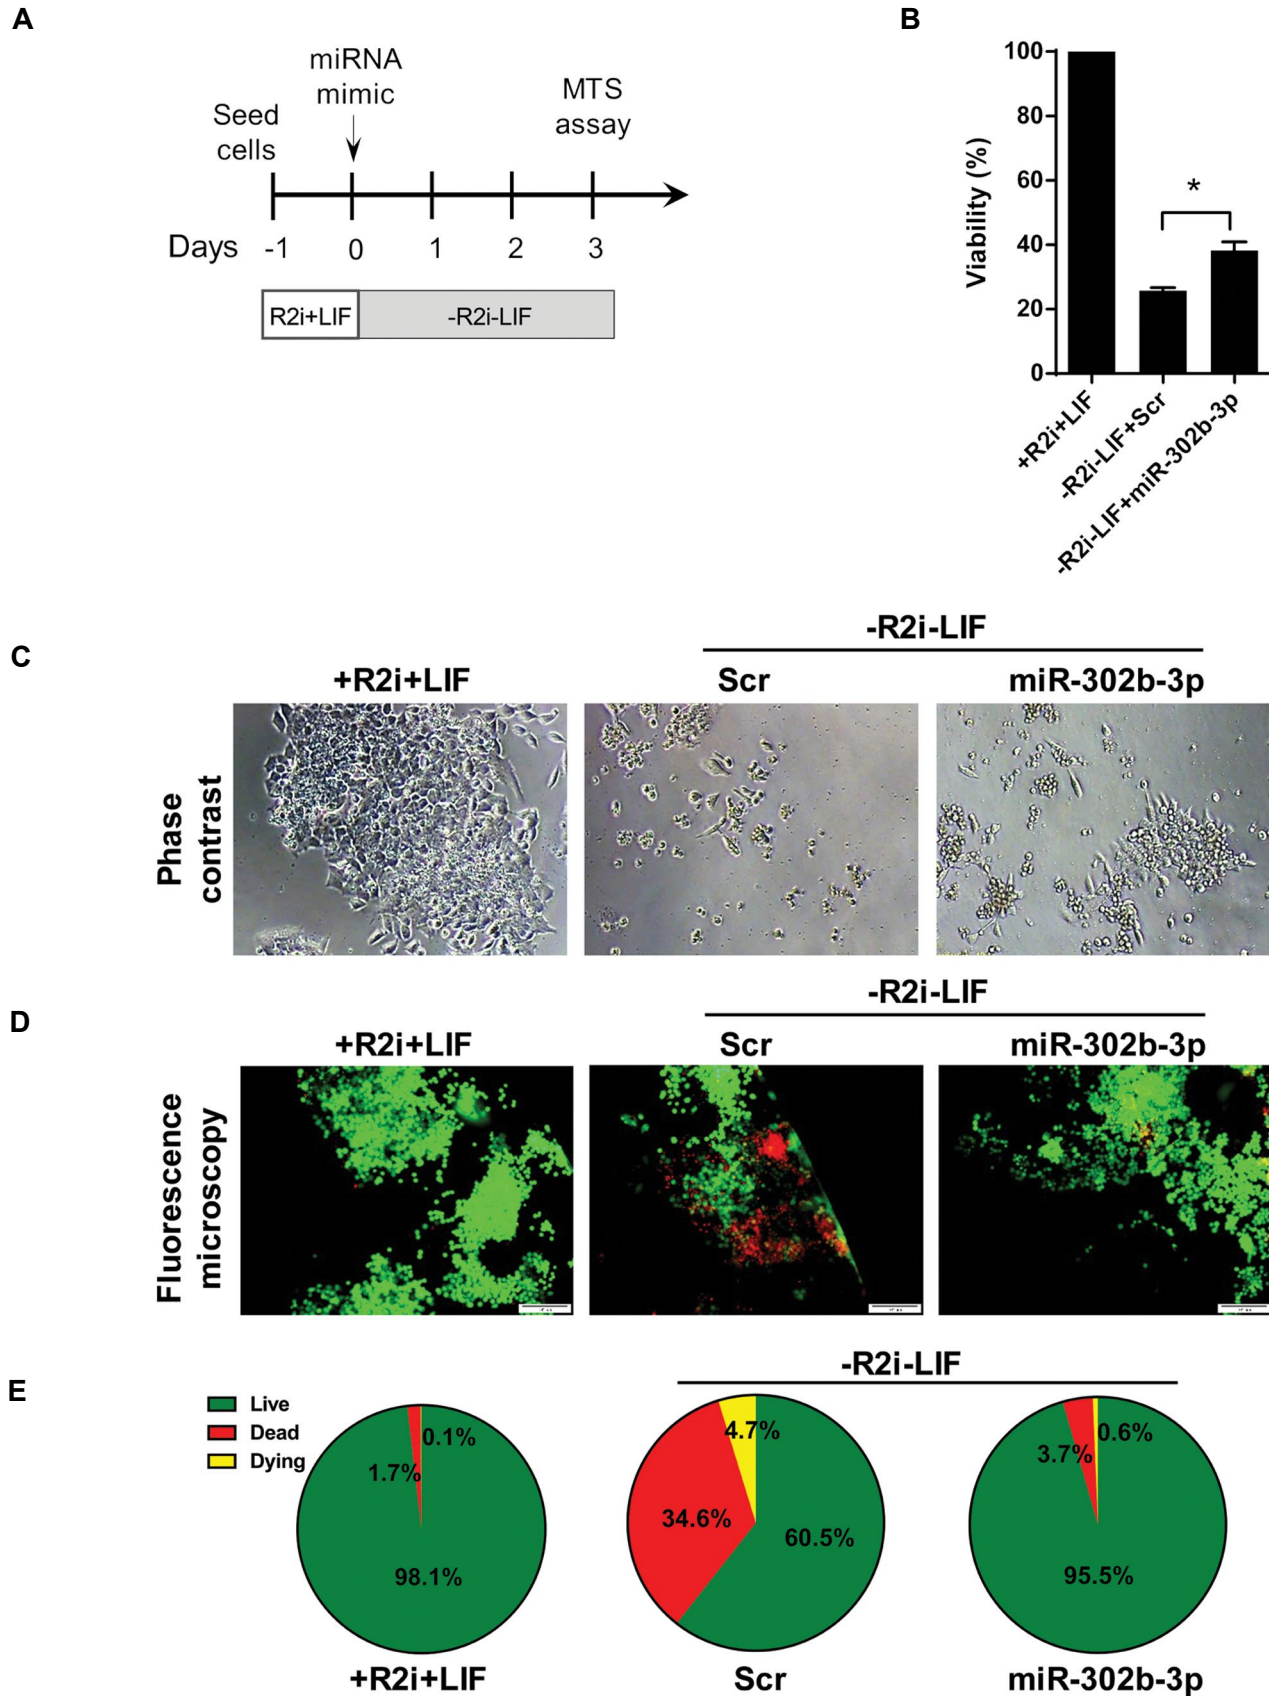 A
miRNA
mimic
Seed
cells
MTS
assay
Days -1 0 1 2 3
R2i+LIF
-R2i-LIF
B
Viability (%)
100
80
60
40
20
0
*
+R2i+LIF
-R2i-LIF+Scr
-R2i-LIF+miR-302b-3p
C
-R2i-LIF
+R2i+LIF
Scr
miR-302b-3p
Phase
contrast
D
-R2i-LIF
+R2i+LIF
Scr
miR-302b-3p
Fluorescence
microscopy
E
-R2i-LIF
Live
Dead
Dying
0.1%
1.7%
98.1%
4.7%
34.6%
60.5%
0.6%
3.7%
95.5%
+R2i+LIF
Scr
miR-302b-3p